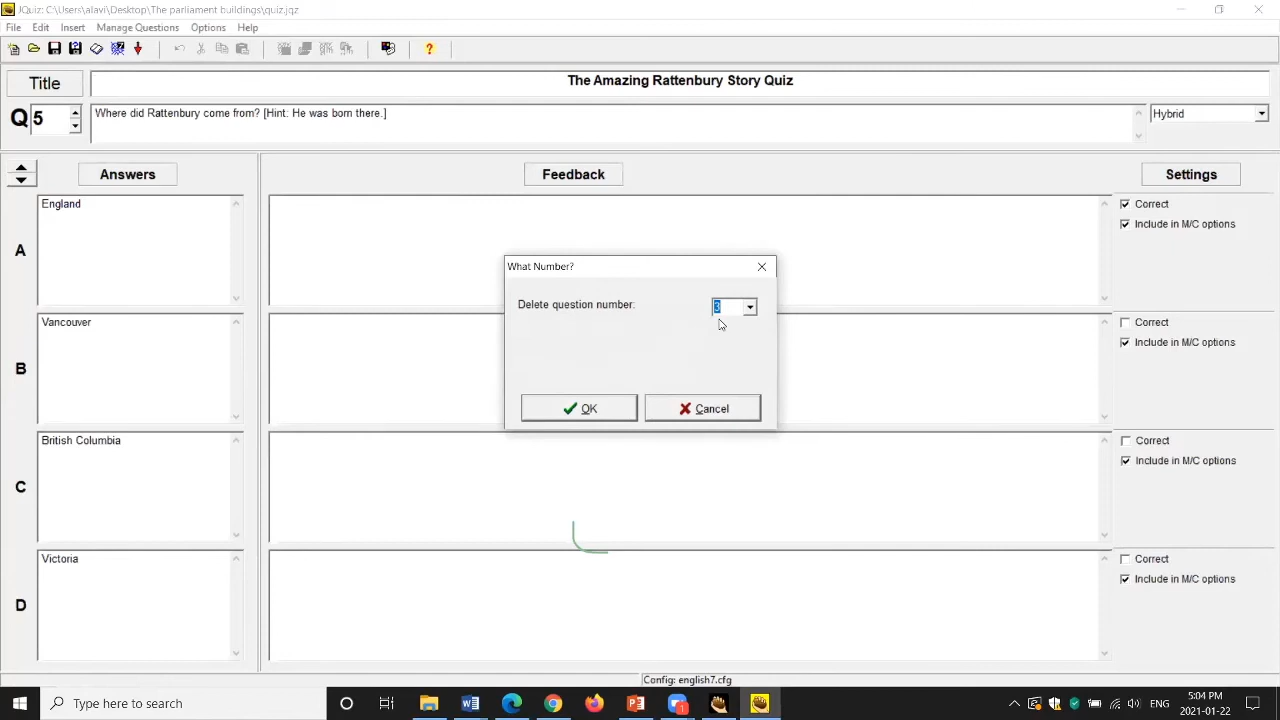 JQuiz: C:\Users\alavi\Desktop\The parliament buildings\quiz.jqz
File Edit Insert Manage Questions Options Help
Title
The Amazing Rattenbury Story Quiz
Q 5
Where did Rattenbury come from? [Hint: He was born there.]
Hybrid
Answers
Feedback
Settings
A
England
Correct
Include in M/C options
What Number?
Delete question number:
3
OK
Cancel
B
Vancouver
Correct
Include in M/C options
C
British Columbia
Correct
Include in M/C options
D
Victoria
Correct
Include in M/C options
Config: english7.cfg
Type here to search
ENG
5:04 PM
2021-01-22